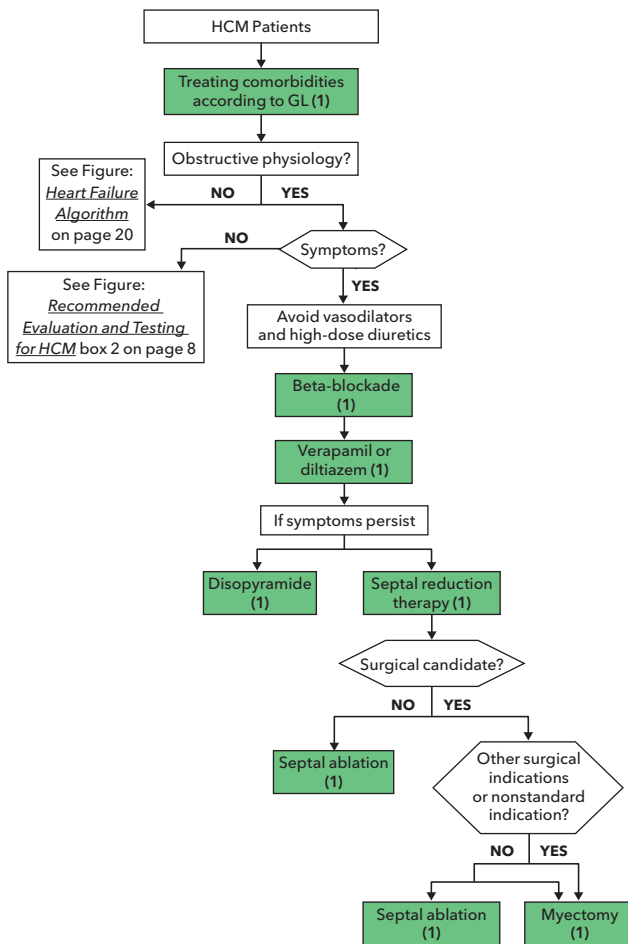 HCM Patients
Treating comorbidities
according to GL (1)
Obstructive physiology?
NO
YES
See Figure:
Heart Failure
Algorithm
on page 20
NO
Symptoms?
YES
See Figure:
Recommended
Evaluation and Testing
for HCM box 2 on page 8
Avoid vasodilators
and high-dose diuretics
Beta-blockade
(1)
Verapamil or
diltiazem (1)
If symptoms persist
Disopyramide
(1)
Septal reduction
therapy (1)
Surgical candidate?
NO
YES
Septal ablation
(1)
Other surgical
indications
or nonstandard
indication?
NO
YES
Septal ablation
(1)
Myectomy
(1)